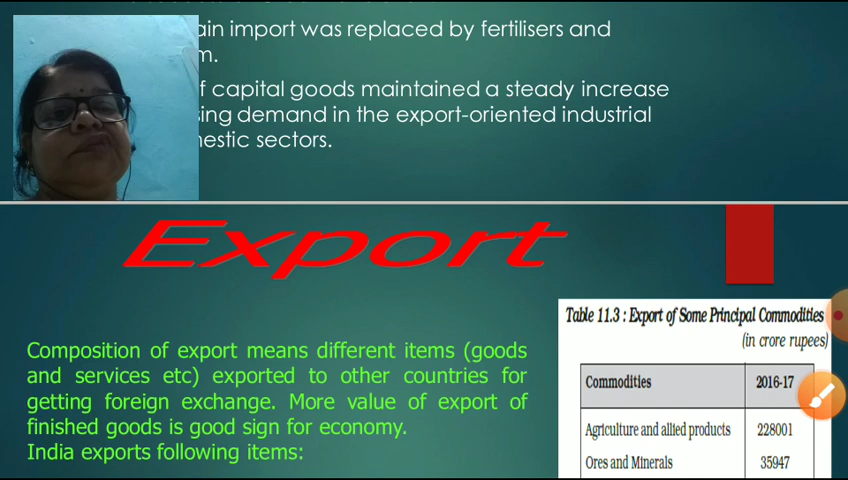 ain import was replaced by fertilisers and
m.
f capital goods maintained a steady increase
sing demand in the export-oriented industrial
nestic sectors.
Export
Composition of export means different items (goods
and services etc) exported to other countries for
getting foreign exchange. More value of export of
finished goods is good sign for economy.
India exports following items:
Table 11.3 : Export of Some Principal Commodities
(in crore rupees)
Commodities 2016-17
Agriculture and allied products 228001
Ores and Minerals 35947